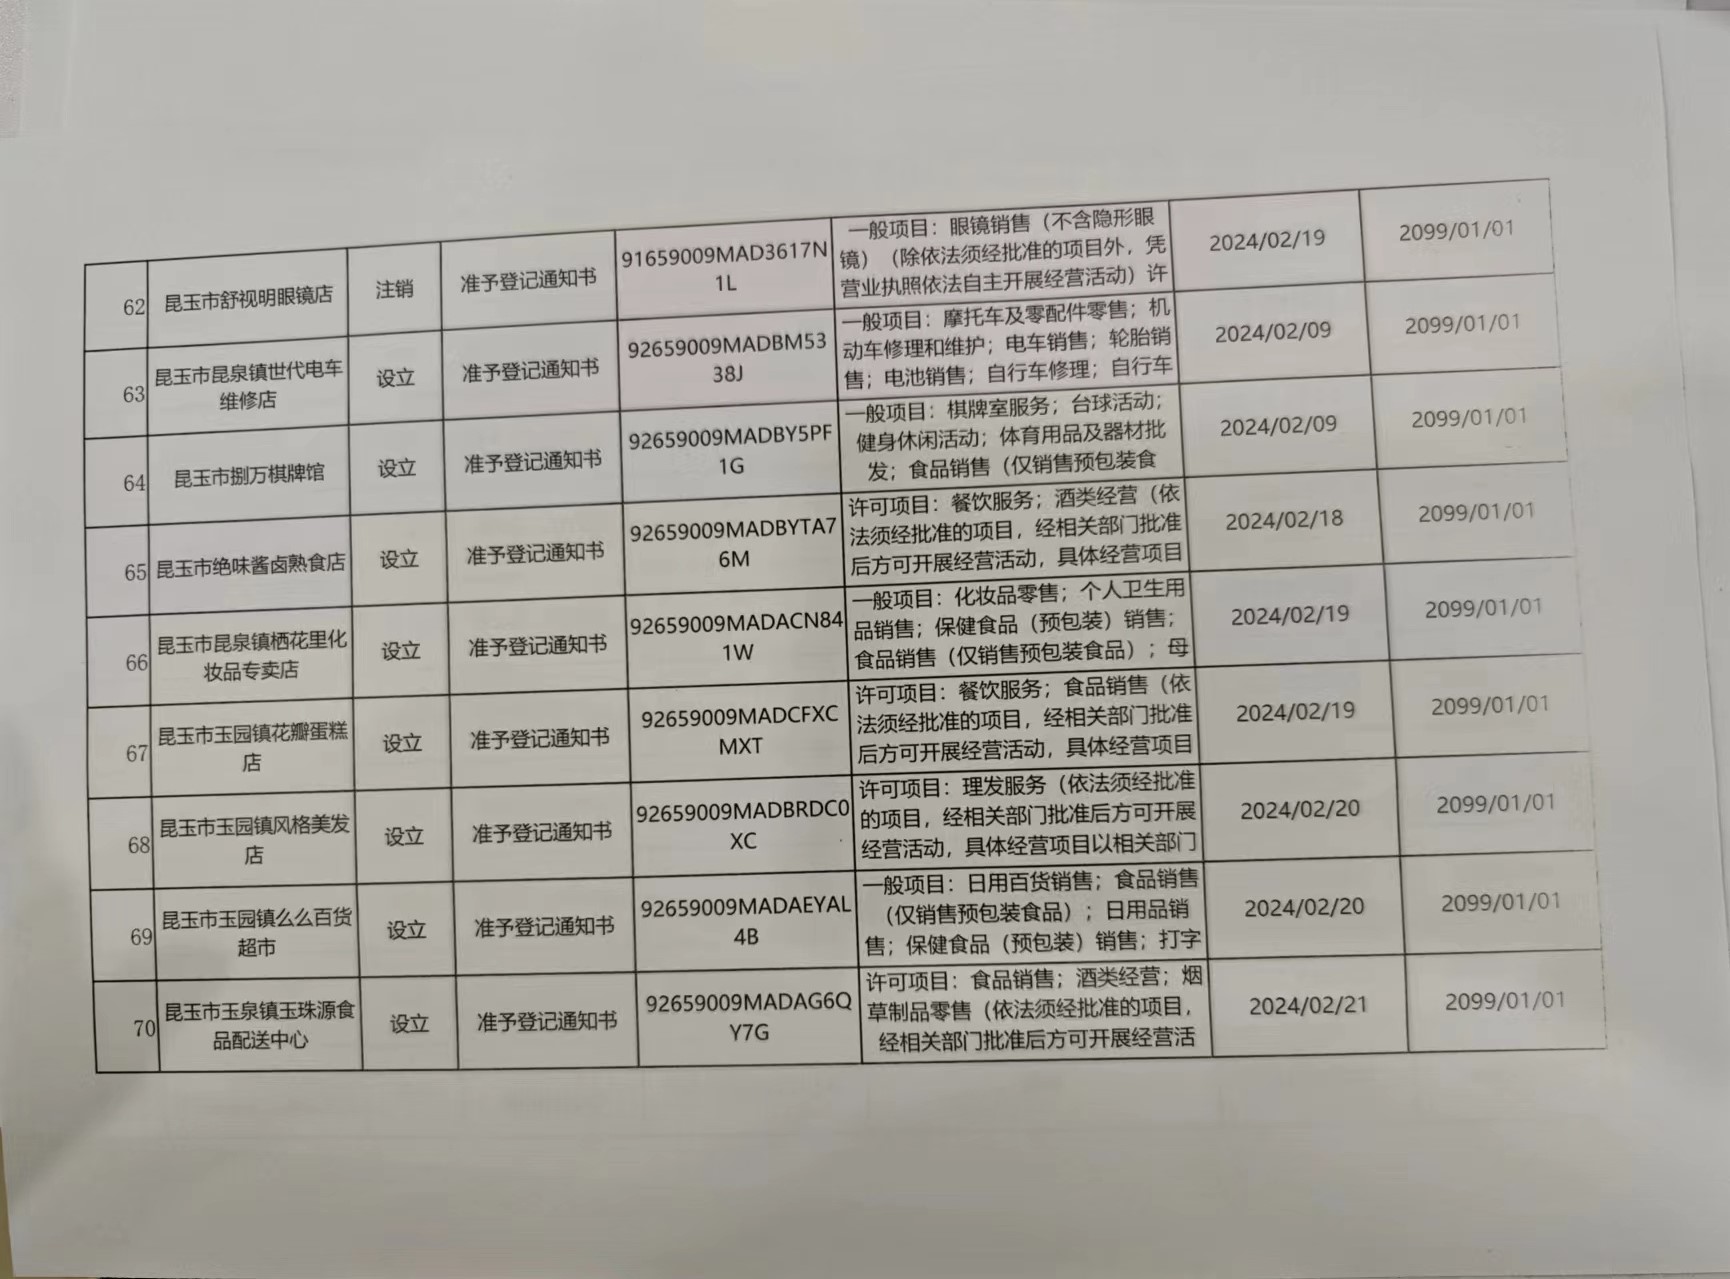 62
昆玉市舒视明眼镜店
注销
准予登记通知书
91659009MAD3617N
1L
一般项目：眼镜销售（不含隐形眼
镜）（除依法须经批准的项目外，凭
营业执照依法自主开展经营活动）许
2024/02/19
2099/01/01
63
昆玉市昆泉镇世代电车
维修店
设立
准予登记通知书
92659009MADBM53
38J
一般项目：摩托车及零配件零售；机
动车修理和维护；电车销售；轮胎销
售；电池销售；自行车修理；自行车
2024/02/09
2099/01/01
64
昆玉市捌万棋牌馆
设立
准予登记通知书
92659009MADBY5PF
1G
一般项目：棋牌室服务；台球活动；
健身休闲活动；体育用品及器材批
发；食品销售（仅销售预包装食
2024/02/09
2099/01/01
65
昆玉市绝味酱卤熟食店
设立
准予登记通知书
92659009MADBYTA7
6M
许可项目：餐饮服务；酒类经营（依
法须经批准的项目，经相关部门批准
后方可开展经营活动，具体经营项目
2024/02/18
2099/01/01
66
昆玉市昆泉镇栖花里化
妆品专卖店
设立
准予登记通知书
92659009MADACN84
1W
一般项目：化妆品零售；个人卫生用
品销售；保健食品（预包装）销售；
食品销售（仅销售预包装食品）；母
2024/02/19
2099/01/01
67
昆玉市玉园镇花瓣蛋糕
店
设立
准予登记通知书
92659009MADCFXC
MXT
许可项目：餐饮服务；食品销售（依
法须经批准的项目，经相关部门批准
后方可开展经营活动，具体经营项目
2024/02/19
2099/01/01
68
昆玉市玉园镇风格美发
店
设立
准予登记通知书
92659009MADBRDC0
XC
许可项目：理发服务（依法须经批准
的项目，经相关部门批准后方可开展
经营活动，具体经营项目以相关部门
2024/02/20
2099/01/01
69
昆玉市玉园镇么么百货
超市
设立
准予登记通知书
92659009MADAEYAL
4B
一般项目：日用百货销售；食品销售
（仅销售预包装食品）；日用品销
售；保健食品（预包装）销售；打字
2024/02/20
2099/01/01
70
昆玉市玉泉镇玉珠源食
品配送中心
设立
准予登记通知书
92659009MADAG6Q
Y7G
许可项目：食品销售；酒类经营；烟
草制品零售（依法须经批准的项目，
经相关部门批准后方可开展经营活
2024/02/21
2099/01/01